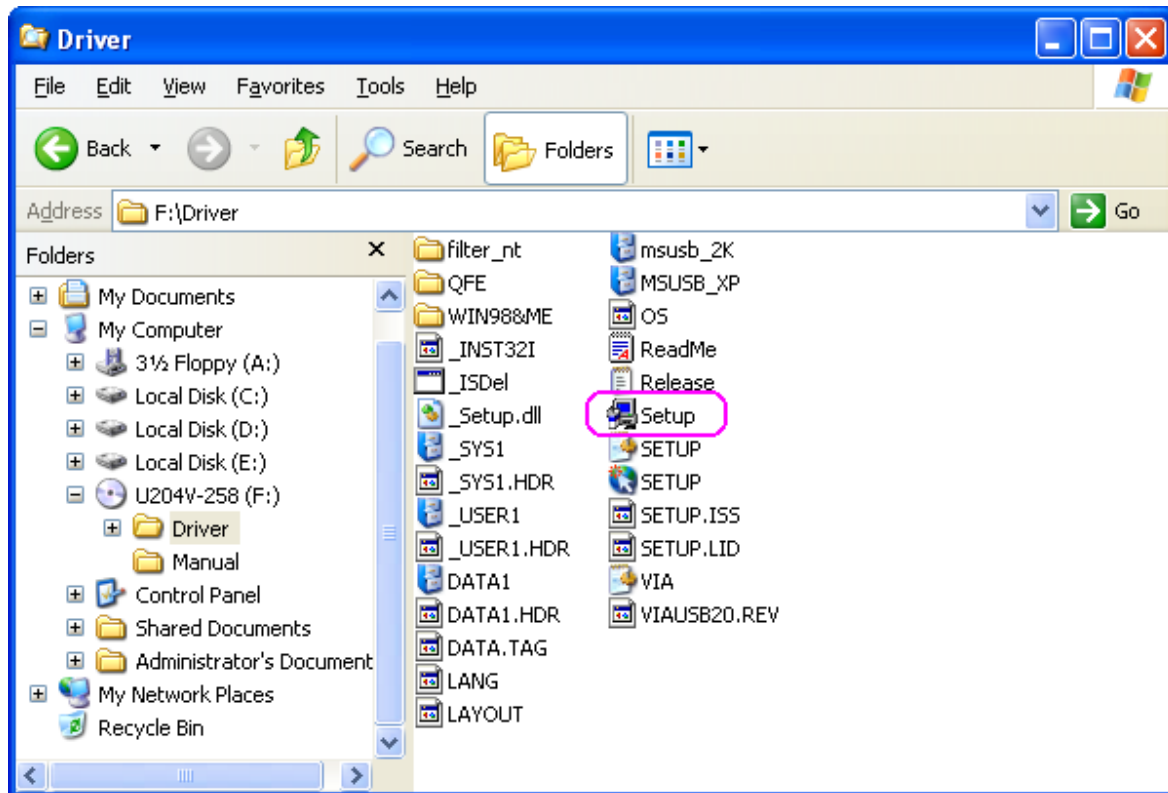 Driver
File Edit View Favorites Tools Help
Back Search Folders
Address F:\Driver Go
Folders
My Documents
My Computer
3½ Floppy (A:)
Local Disk (C:)
Local Disk (D:)
Local Disk (E:)
U204V-258 (F:)
Driver
Manual
Control Panel
Shared Documents
Administrator's Document
My Network Places
Recycle Bin
filter_nt
QFE
WIN98&ME
_INST32I
_ISDel
_Setup.dll
_SYS1
_SYS1.HDR
_USER1
_USER1.HDR
DATA1
DATA1.HDR
DATA.TAG
LANG
LAYOUT
msusb_2K
MSUSB_XP
OS
ReadMe
Release
Setup
SETUP
SETUP
SETUP.ISS
SETUP.LID
VIA
VIAUSB20.REV